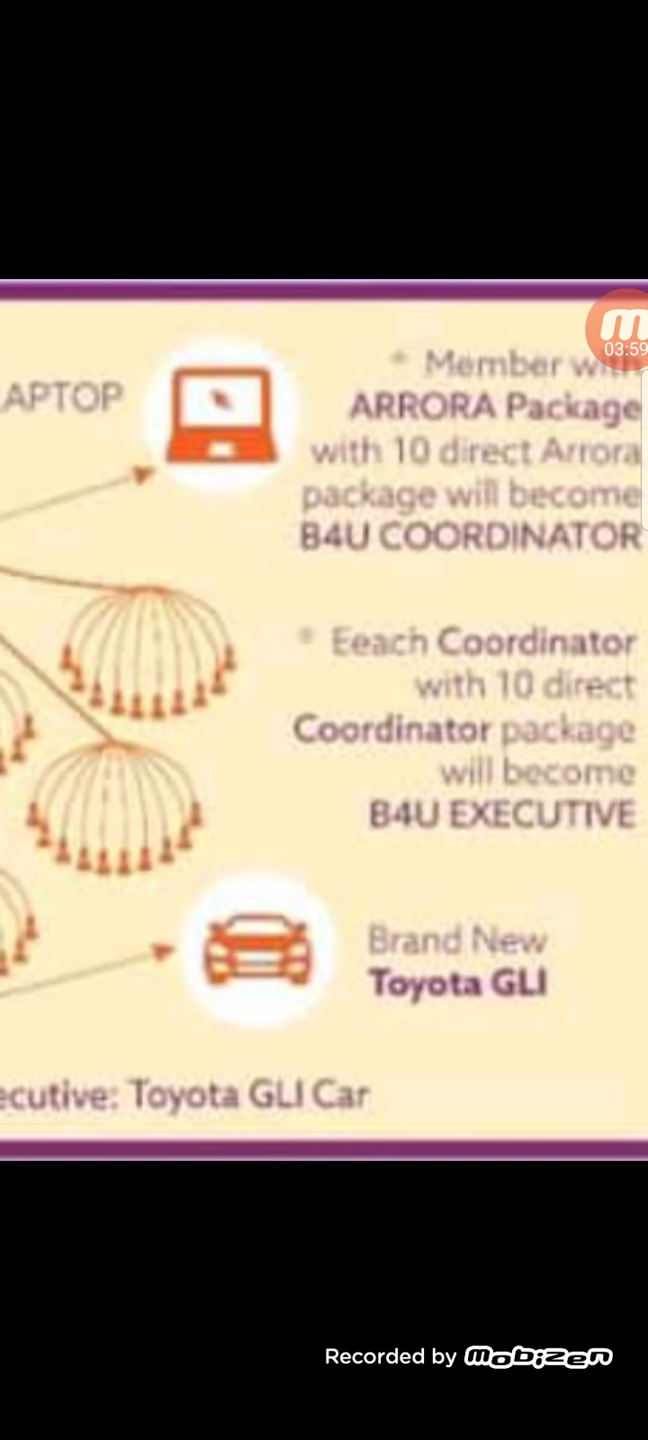 03:59
LAPTOP
* Member with
ARRORA Package
with 10 direct Arrora
package will become
B4U COORDINATOR
* Eeach Coordinator
with 10 direct
Coordinator package
will become
B4U EXECUTIVE
Brand New
Toyota GLI
ecutive: Toyota GLI Car
Recorded by mobizen